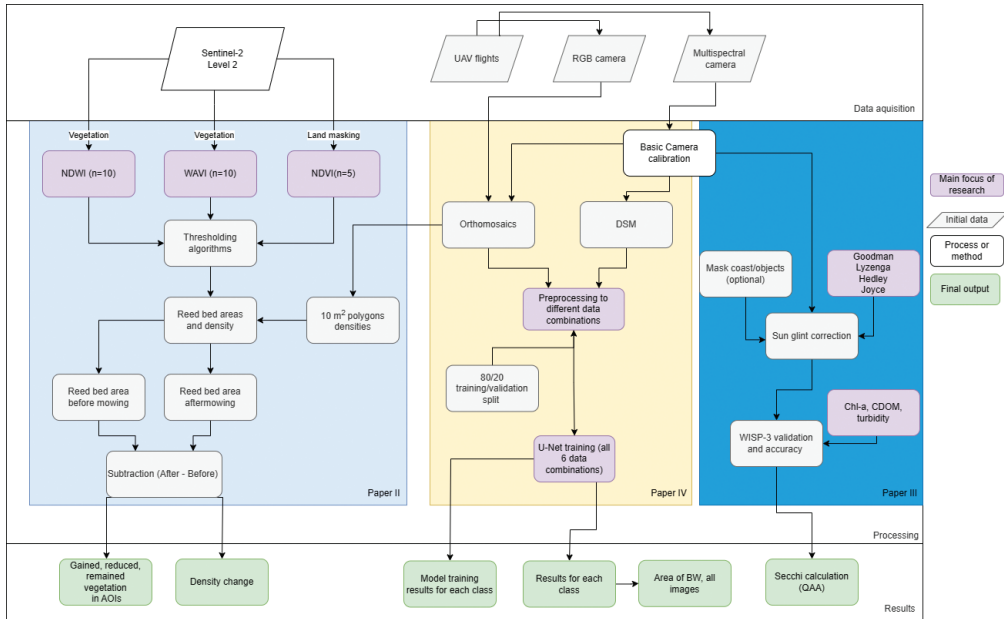 Sentinel-2
Level 2
UAV flights
RGB camera
Multispectral
camera
Data aquisition
Vegetation
Vegetation
Land masking
NDWI (n=10)
WAVI (n=10)
NDVI(n=5)
Thresholding
algorithms
Reed bed areas
and density
10 m² polygons
densities
Reed bed area
before mowing
Reed bed area
aftermowing
Subtraction (After - Before)
Paper II
Basic Camera
calibration
Orthomosaics
DSM
Preprocessing to
different data
combinations
80/20
training/validation
split
U-Net training (all
6 data
combinations)
Paper IV
Mask coast/objects
(optional)
Goodman
Lyzenga
Hedley
Joyce
Sun glint correction
Chl-a, CDOM,
turbidity
WISP-3 validation
and accuracy
Paper III
Processing
Gained, reduced,
remained
vegetation
in AOIs
Density change
Model training
results for each class
Results for each
class
Area of BW, all
images
Secchi calculation
(QAA)
Results
Main focus of
research
Initial data
Process or
method
Final output